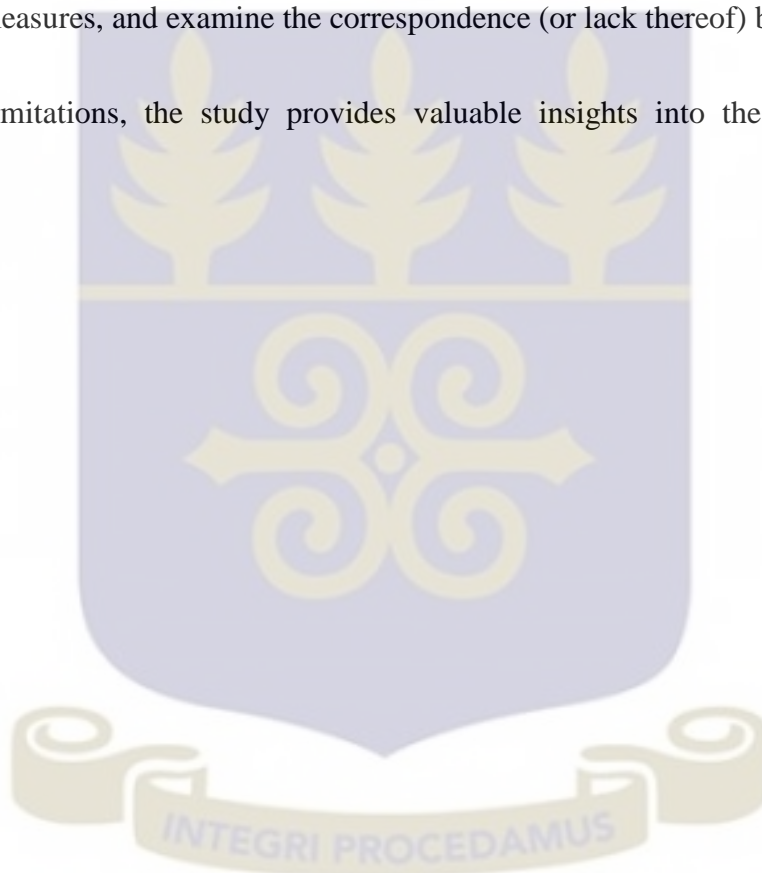 easures, and examine the correspondence (or lack thereof) b
mitations, the study provides valuable insights into the
INTEGRI PROCEDAMUS